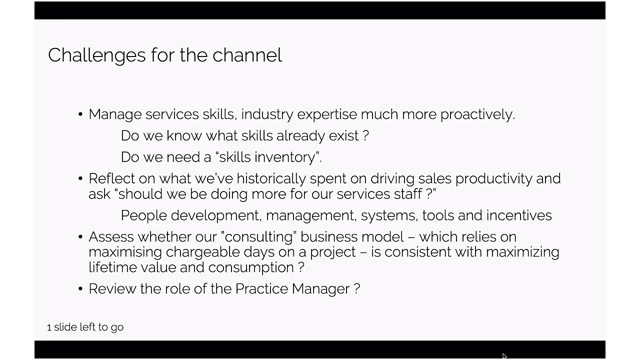 Challenges for the channel
• Manage services skills, industry expertise much more proactively.
Do we know what skills already exist ?
Do we need a “skills inventory”.
• Reflect on what we’ve historically spent on driving sales productivity and
ask “should we be doing more for our services staff ?”
People development, management, systems, tools and incentives
• Assess whether our "consulting” business model – which relies on
maximising chargeable days on a project – is consistent with maximizing
lifetime value and consumption ?
• Review the role of the Practice Manager ?
1 slide left to go